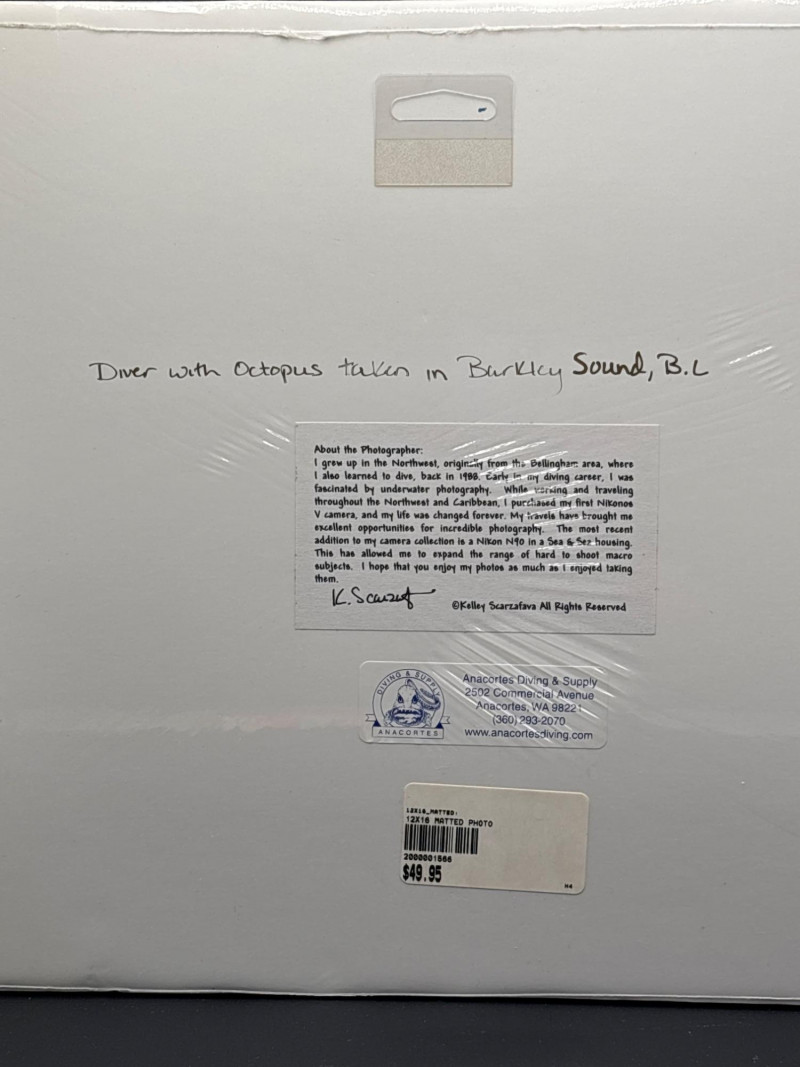 Diver with Octopus taken in Barkley Sound, B.C
About the Photographer:
I grew up in the Northwest, originally from the Bellingham area, where
I also learned to dive, back in 1988. Early in my diving career, I was
fascinated by underwater photography. While working and traveling
throughout the Northwest and Caribbean, I purchased my first Nikonos
V camera, and my life was changed forever. My travels have brought me
excellent opportunities for incredible photography. The most recent
addition to my camera collection is a Nikon N90 in a Sea & Sea housing.
This has allowed me to expand the range of hard to shoot macro
subjects. I hope that you enjoy my photos as much as I enjoyed taking
them.
K. Scarzaf
©Kelley Scarzafava All Rights Reserved
DIVING & SUPPLY
ANACORTES
Anacortes Diving & Supply
2502 Commercial Avenue
Anacortes, WA 98221
(360) 293-2070
www.anacortesdiving.com
12X16_MATTED:
12X16 MATTED PHOTO
2000001566
$49.95